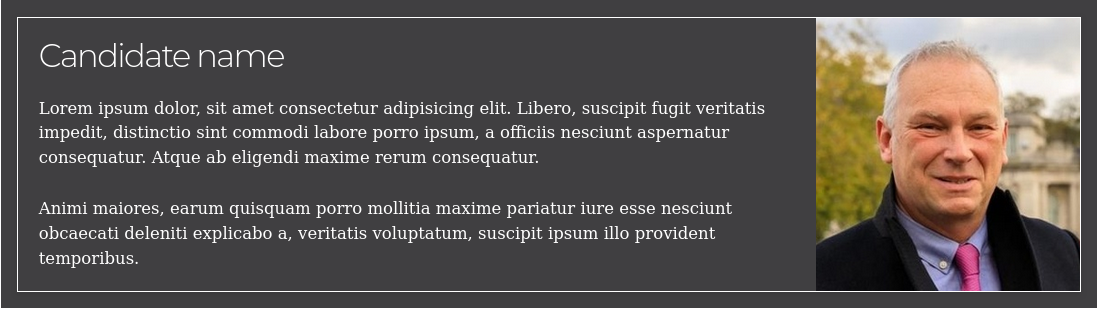 Candidate name
Lorem ipsum dolor, sit amet consectetur adipisicing elit. Libero, suscipit fugit veritatis
impedit, distinctio sint commodi labore porro ipsum, a officiis nesciunt aspernatur
consequatur. Atque ab eligendi maxime rerum consequatur.
Animi maiores, earum quisquam porro mollitia maxime pariatur iure esse nesciunt
obcaecati deleniti explicabo a, veritatis voluptatum, suscipit ipsum illo provident
temporibus.